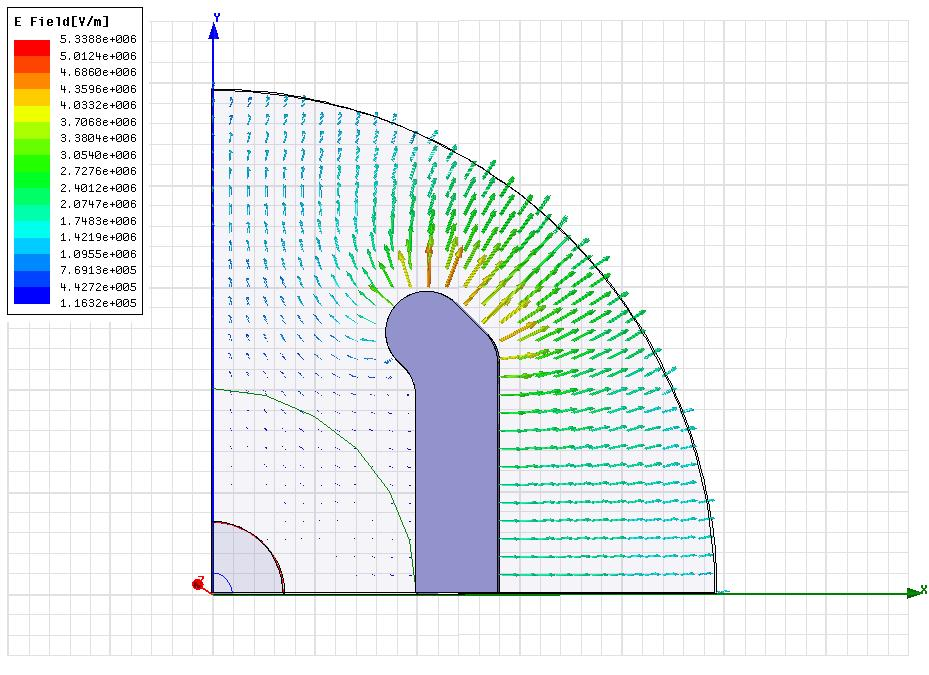 E Field[V/m]
5.3388e+006
5.0124e+006
4.6860e+006
4.3596e+006
4.0332e+006
3.7068e+006
3.3804e+006
3.0540e+006
2.7276e+006
2.4012e+006
2.0747e+006
1.7483e+006
1.4219e+006
1.0955e+006
7.6913e+005
4.4272e+005
1.1632e+005
Y
Z
X